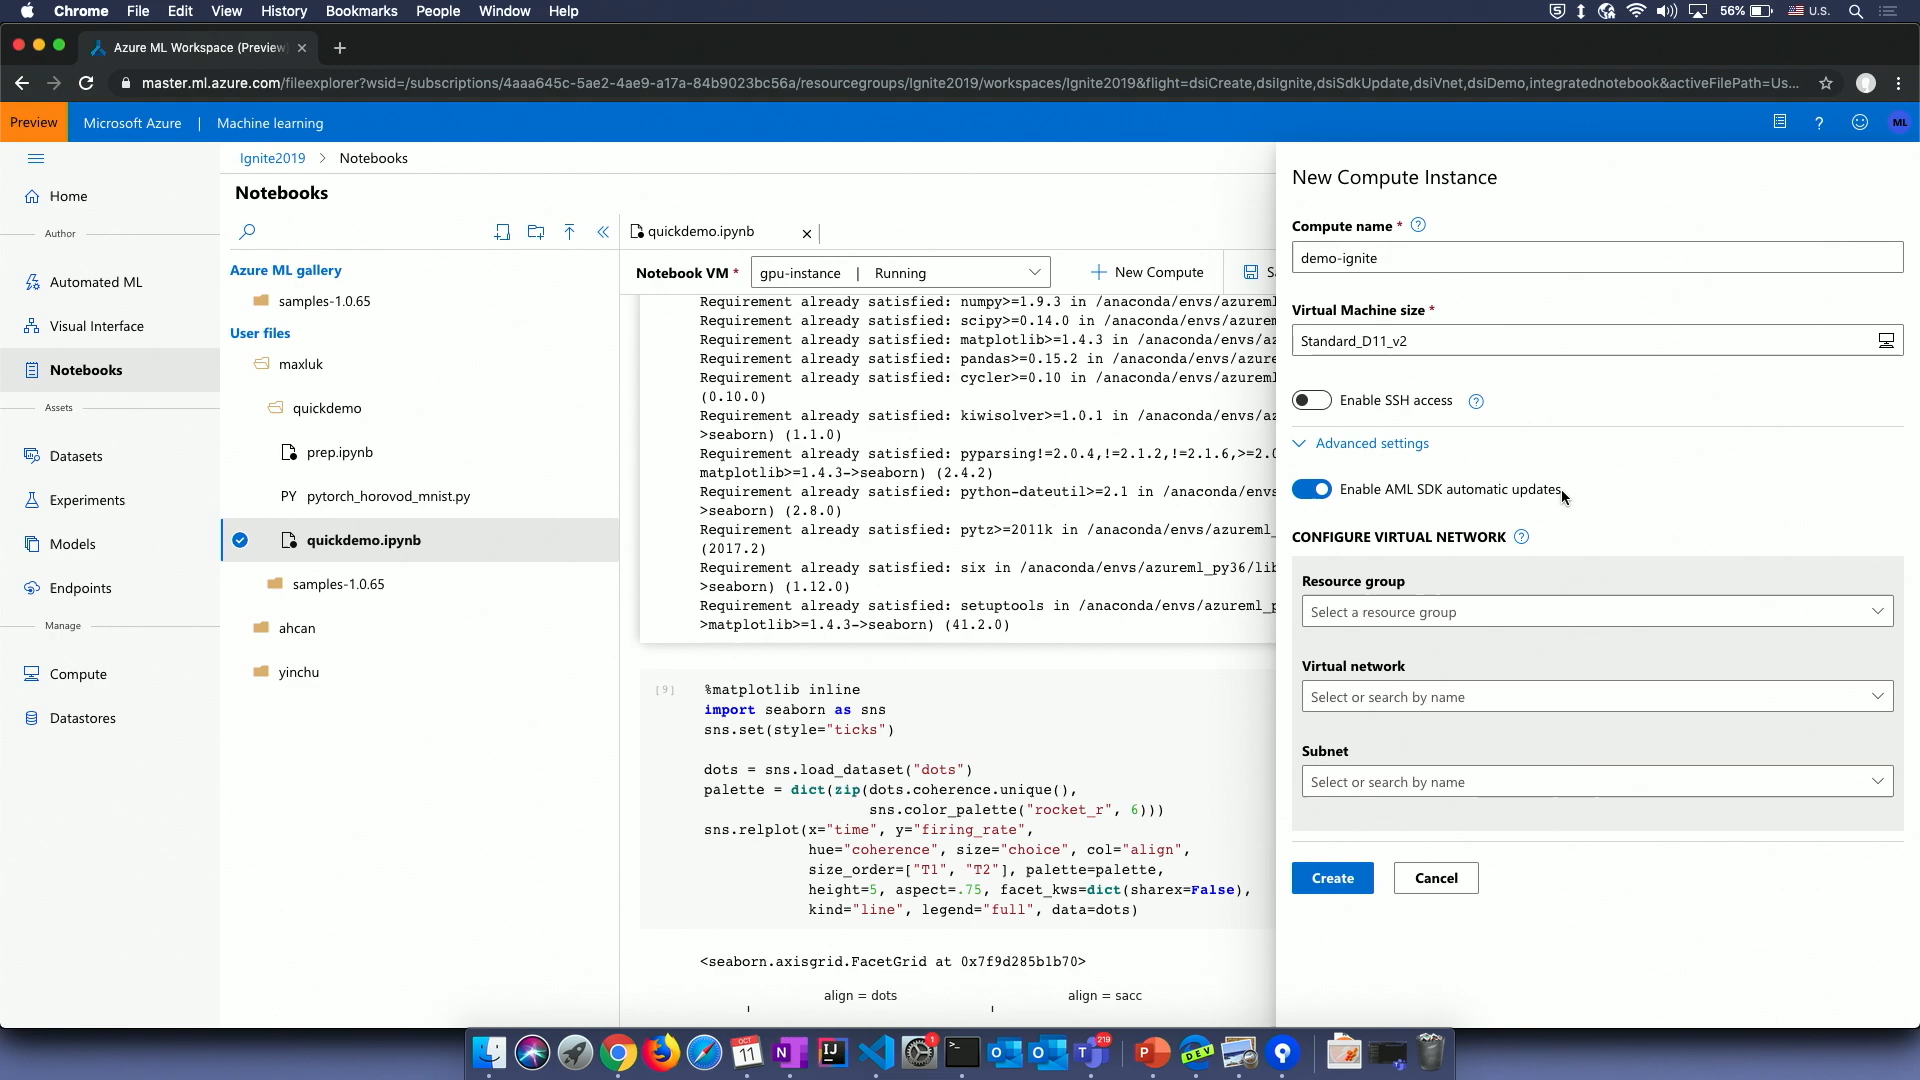 Chrome File Edit View History Bookmarks People Window Help
56% U.S.
Azure ML Workspace (Preview)
master.ml.azure.com/fileexplorer?wsid=/subscriptions/4aaa645c-5ae2-4ae9-a17a-84b9023bc56a/resourcegroups/Ignite2019/workspaces/Ignite2019&flight=dsiCreate,dsiIgnite,dsiSdkUpdate,dsiVnet,dsiDemo,integratednotebook&activeFilePath=Us...
Preview Microsoft Azure | Machine learning ? ML
Home
Author
Automated ML
Visual Interface
Notebooks
Assets
Datasets
Experiments
Models
Endpoints
Manage
Compute
Datastores
Ignite2019 > Notebooks
Notebooks
Azure ML gallery
samples-1.0.65
User files
maxluk
quickdemo
prep.ipynb
PY pytorch_horovod_mnist.py
quickdemo.ipynb
samples-1.0.65
ahcan
yinchu
quickdemo.ipynb
Notebook VM * gpu-instance | Running + New Compute
Requirement already satisfied: numpy>=1.9.3 in /anaconda/envs/azureml
Requirement already satisfied: scipy>=0.14.0 in /anaconda/envs/azurem
Requirement already satisfied: matplotlib>=1.4.3 in /anaconda/envs/az
Requirement already satisfied: pandas>=0.15.2 in /anaconda/envs/azure
Requirement already satisfied: cycler>=0.10 in /anaconda/envs/azureml
(0.10.0)
Requirement already satisfied: kiwisolver>=1.0.1 in /anaconda/envs/az
>seaborn) (1.1.0)
Requirement already satisfied: pyparsing!=2.0.4,!=2.1.2,!=2.1.6,>=2.0
matplotlib>=1.4.3->seaborn) (2.4.2)
Requirement already satisfied: python-dateutil>=2.1 in /anaconda/envs
>seaborn) (2.8.0)
Requirement already satisfied: pytz>=2011k in /anaconda/envs/azureml_
(2017.2)
Requirement already satisfied: six in /anaconda/envs/azureml_py36/lib
>seaborn) (1.12.0)
Requirement already satisfied: setuptools in /anaconda/envs/azureml_p
>matplotlib>=1.4.3->seaborn) (41.2.0)
[9] %matplotlib inline
import seaborn as sns
sns.set(style="ticks")
dots = sns.load_dataset("dots")
palette = dict(zip(dots.coherence.unique(),
sns.color_palette("rocket_r", 6)))
sns.relplot(x="time", y="firing_rate",
hue="coherence", size="choice", col="align",
size_order=["T1", "T2"], palette=palette,
height=5, aspect=.75, facet_kws=dict(sharex=False),
kind="line", legend="full", data=dots)
<seaborn.axisgrid.FacetGrid at 0x7f9d285b1b70>
align = dots align = sacc
New Compute Instance
Compute name * ?
demo-ignite
Virtual Machine size *
Standard_D11_v2
Enable SSH access ?
Advanced settings
Enable AML SDK automatic updates
CONFIGURE VIRTUAL NETWORK ?
Resource group
Select a resource group
Virtual network
Select or search by name
Subnet
Select or search by name
Create Cancel
OCT
11
N
IJ
1
219
P
DEV